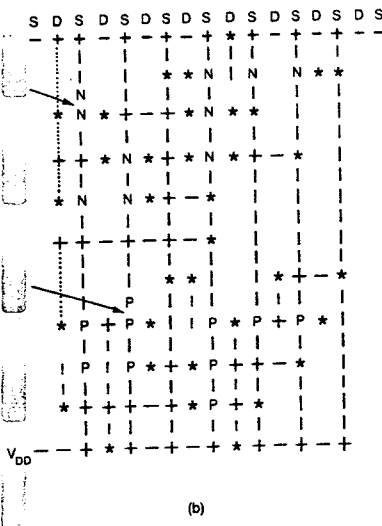 S D S D S D S D S D S D S D S D S
− + + − + − + − + * + − + − + − −
| | * * N | N N * *
N
* N * + − + * N * *
+ + * N * + * N * + − *
* N N * + − *
+ + − + − + − *
* * * + − *
P
* P + P * | | P * P + P *
| P | P * + + P | + − *
* + + + − + * P + *
V_DD − − + * + − + − + * + − + − +
(b)